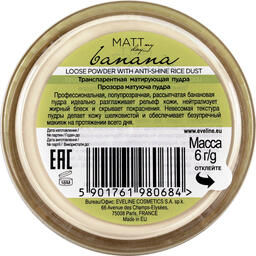 MATT my day
banana
LOOSE POWDER WITH ANTI-SHINE RICE DUST
Транспарентная матирующая пудра
Прозора матуюча пудра
Профессиональная, полупрозрачная, рассыпчатая банановая
пудра идеально разглаживает рельеф кожи, нейтрализует
жирный блеск и скрывает покраснения. Невесомая текстура
пудры делает кожу шелковистой и обеспечивает безупречный
макияж на протяжении всего дня.
www.eveline.eu
EAC
12M
Масса
6 г/g
ОТКЛЕЙТЕ
5 901761 980684 >
Bureau/Офис: EVELINE COSMETICS S.A. sp.k.
66 Avenue des Champs-Elysées,
75008 Paris, FRANCE
Made in EU